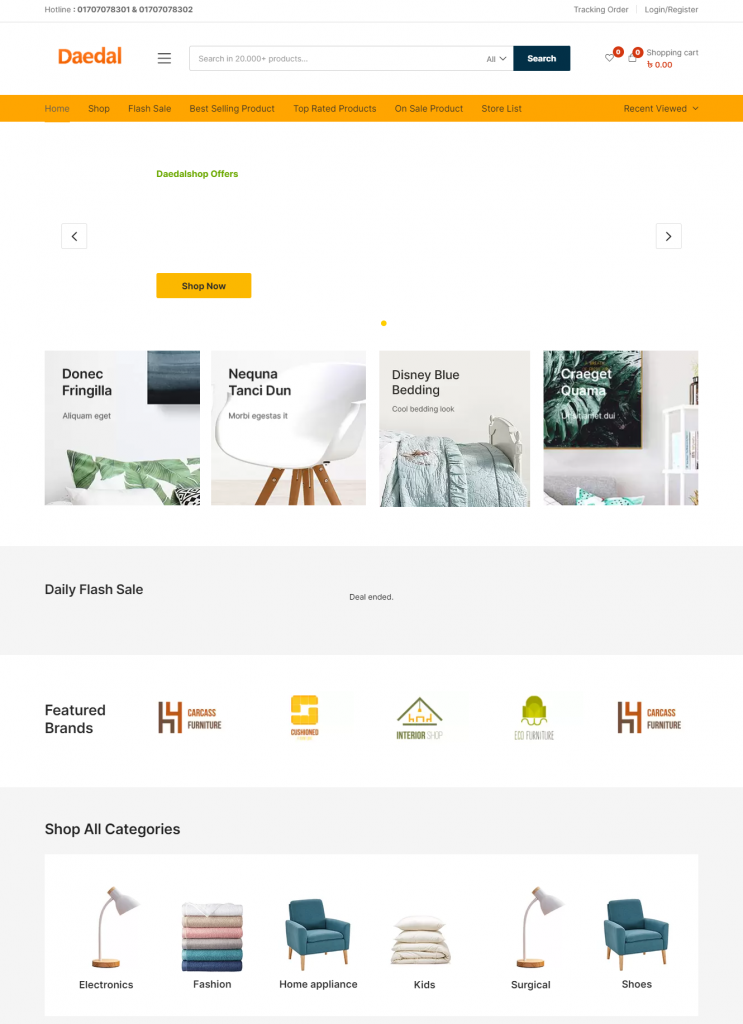 Hotline : 01707078301 & 01707078302
Tracking Order
Login/Register
Daedal
Search in 20.000+ products...
All
Search
0
0
Shopping cart
৳ 0.00
Home
Shop
Flash Sale
Best Selling Product
Top Rated Products
On Sale Product
Store List
Recent Viewed
Daedalshop Offers
Shop Now
Donec
Fringilla
Aliquam eget
Nequna
Tanci Dun
Morbi egestas it
Disney Blue
Bedding
Cool bedding look
Craeget
Quama
Daily Flash Sale
Deal ended.
Featured
Brands
CARCASS
FURNITURE
CUSHIONED
INTERIOR SHOP
ECO FURNITURE
CARCASS
FURNITURE
Shop All Categories
Electronics
Fashion
Home appliance
Kids
Surgical
Shoes